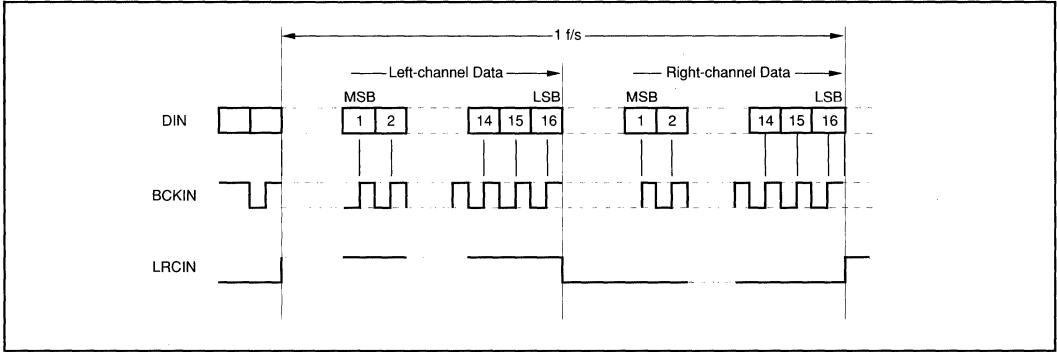 1 f/s
Left-channel Data
Right-channel Data
MSB
LSB
MSB
LSB
DIN
1
2
14
15
16
1
2
14
15
16
BCKIN
LRCIN